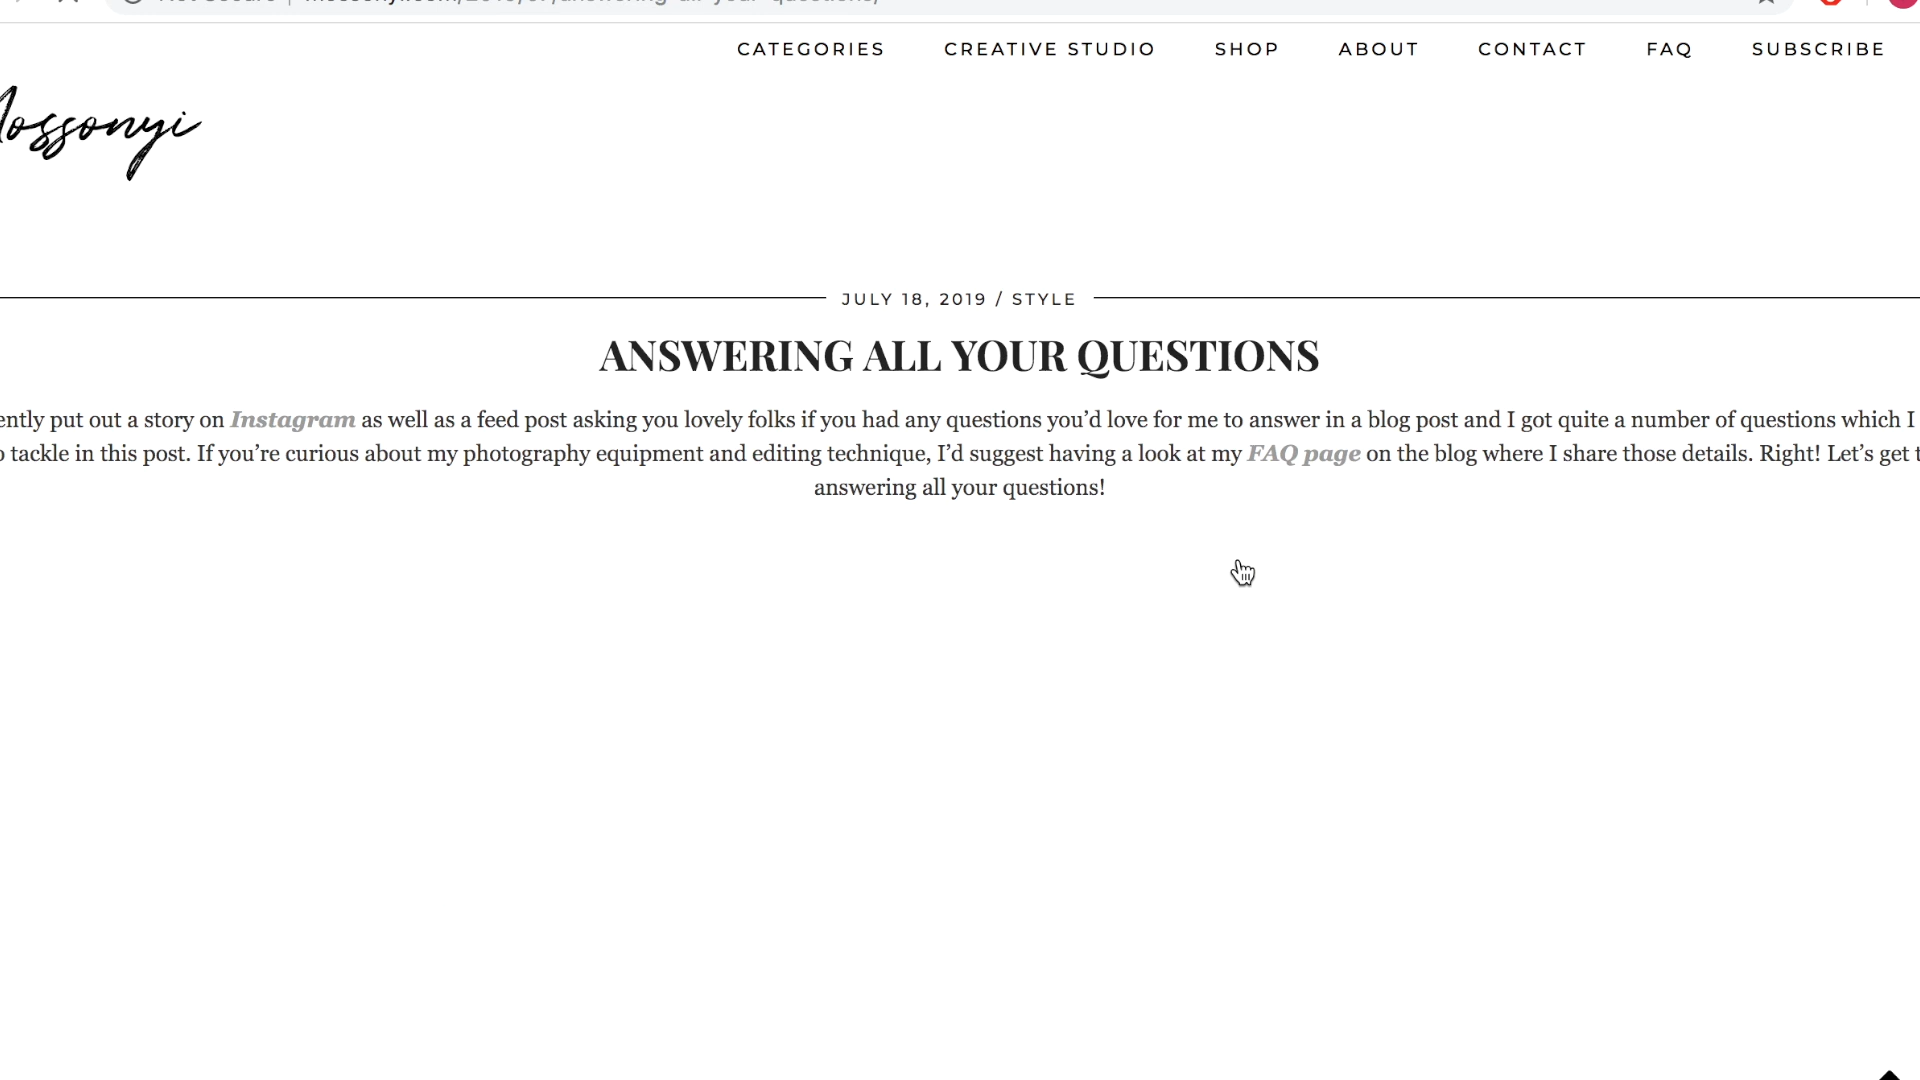 CATEGORIES CREATIVE STUDIO SHOP ABOUT CONTACT FAQ SUBSCRIBE
ossonyi
JULY 18, 2019 / STYLE
ANSWERING ALL YOUR QUESTIONS
ently put out a story on Instagram as well as a feed post asking you lovely folks if you had any questions you’d love for me to answer in a blog post and I got quite a number of questions which I
o tackle in this post. If you’re curious about my photography equipment and editing technique, I’d suggest having a look at my FAQ page on the blog where I share those details. Right! Let’s get t
answering all your questions!